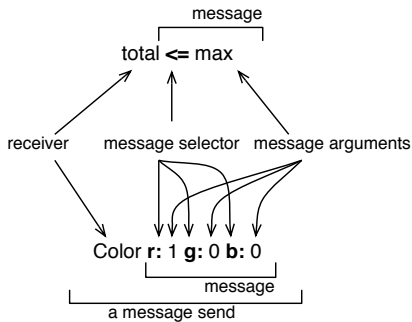 message
total <= max
receiver message selector message arguments
Color r: 1 g: 0 b: 0
message
a message send